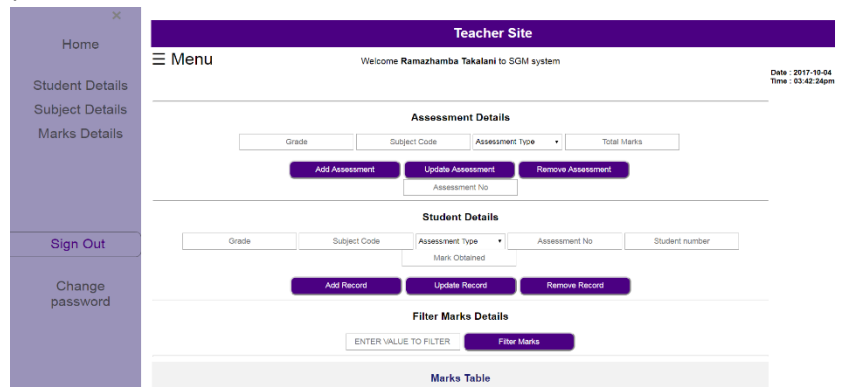 ×
Home
Student Details
Subject Details
Marks Details
Sign Out
Change
password
Teacher Site
☰ Menu
Welcome Ramazhamba Takalani to SGM system
Date : 2017-10-04
Time : 03:42:24pm
Assessment Details
Grade Subject Code Assessment Type Total Marks
Add Assessment Update Assessment Remove Assessment
Assessment No
Student Details
Grade Subject Code Assessment Type Assessment No Student number
Mark Obtained
Add Record Update Record Remove Record
Filter Marks Details
ENTER VALUE TO FILTER Filter Marks
Marks Table